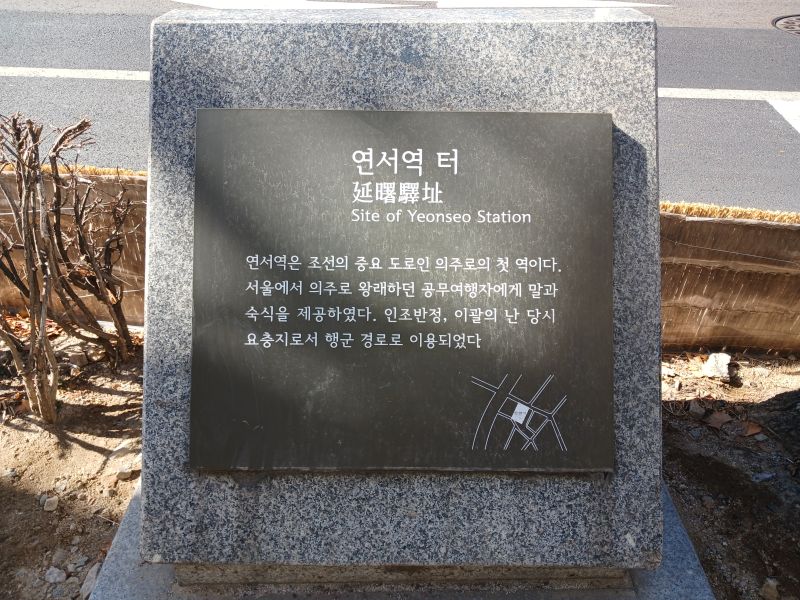 연서역 터
延曙驛址
Site of Yeonseo Station
연서역은 조선의 중요 도로인 의주로의 첫 역이다.
서울에서 의주로 왕래하던 공무여행자에게 말과
숙식을 제공하였다. 인조반정, 이괄의 난 당시
요충지로서 행군 경로로 이용되었다